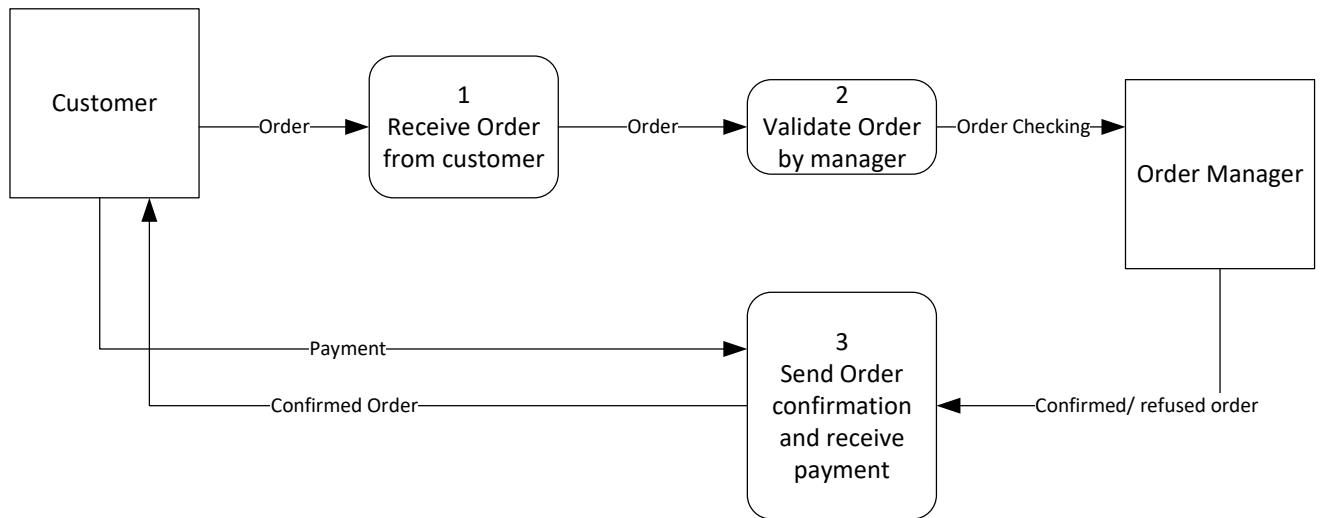 Customer
Order
1
Receive Order
from customer
Order
2
Validate Order
by manager
Order Checking
Order Manager
Payment
Confirmed Order
3
Send Order
confirmation
and receive
payment
Confirmed/ refused order